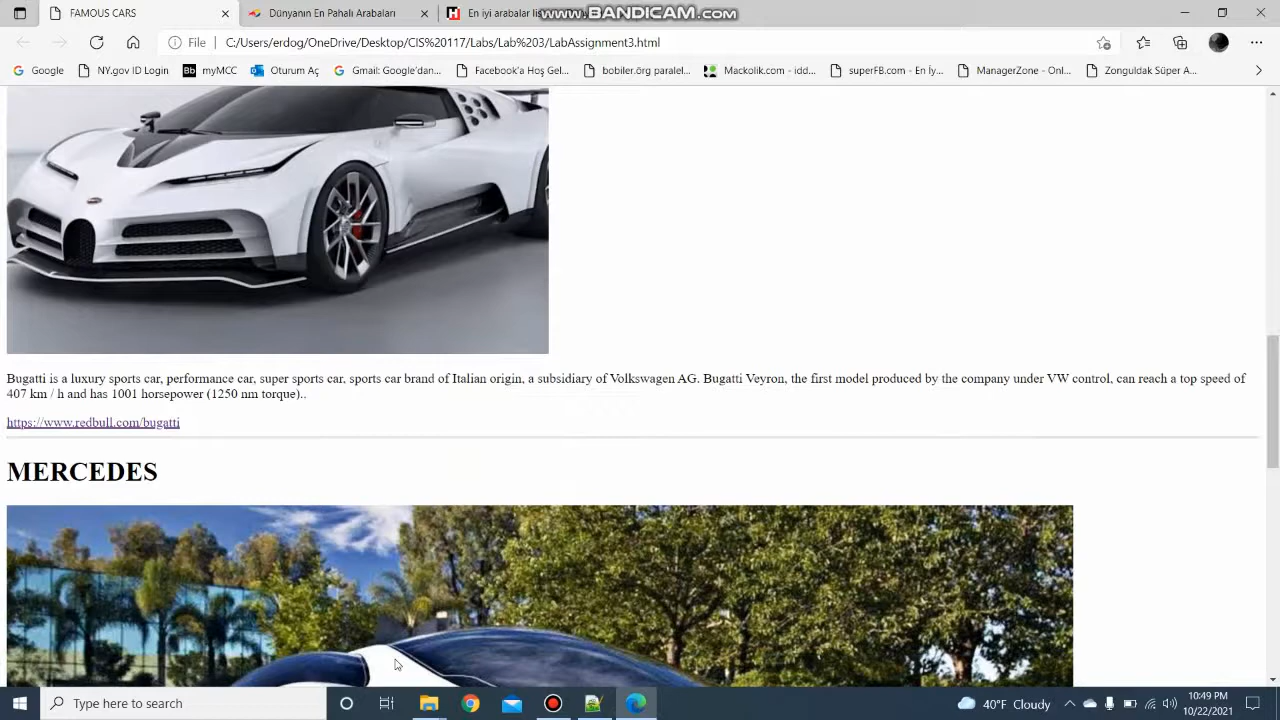 FAMOUS CARS
Dünyanın En Pahalı Arabaları
En iyi arabalar lis
www.BANDICAM.com
File
C:/Users/erdog/OneDrive/Desktop/CIS%20117/Labs/Lab%203/LabAssignment3.html
Google
NY.gov ID Login
Bb myMCC
Oturum Aç
Gmail: Google'dan...
Facebook'a Hoş Gel...
bobiler.örg paralel...
Mackolik.com - idd...
superFBcom - En İy...
ManagerZone - Onl...
Zonguldak Süper A...
Bugatti is a luxury sports car, performance car, super sports car, sports car brand of Italian origin, a subsidiary of Volkswagen AG. Bugatti Veyron, the first model produced by the company under VW control, can reach a top speed of
407 km / h and has 1001 horsepower (1250 nm torque)..
https://www.redbull.com/bugatti
MERCEDES
Type here to search
40°F Cloudy
10:49 PM
10/22/2021